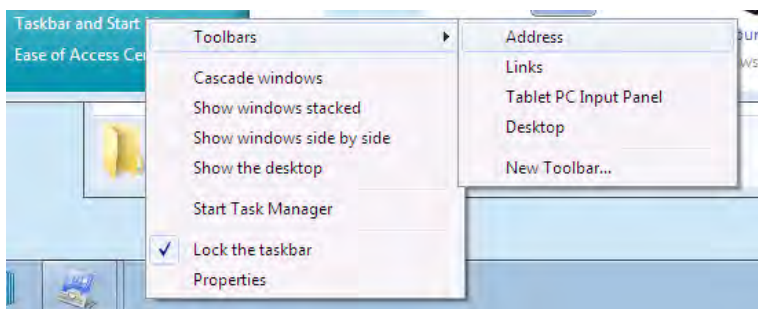 Taskbar and Start
Ease of Access Ce
Toolbars
Cascade windows
Show windows stacked
Show windows side by side
Show the desktop
Start Task Manager
Lock the taskbar
Properties
Address
Links
Tablet PC Input Panel
Desktop
New Toolbar...